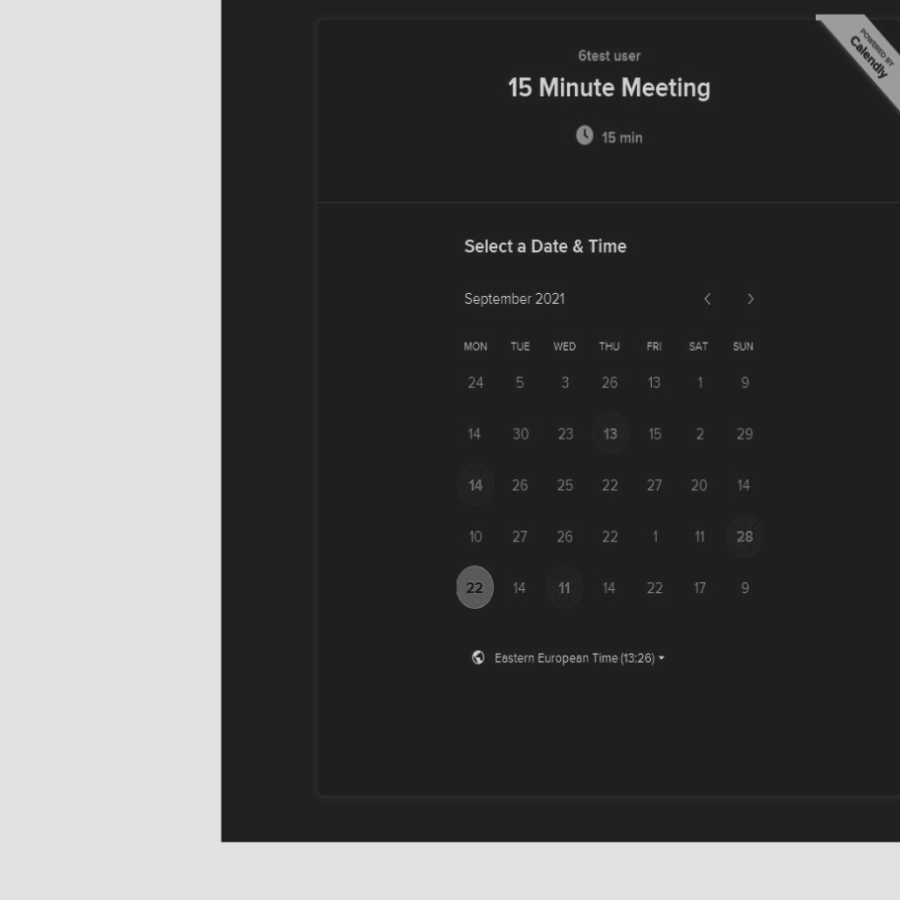 POWERED BY
Calendly
6test user
15 Minute Meeting
15 min
Select a Date & Time
September 2021
MON TUE WED THU FRI SAT SUN
24 5 3 26 13 1 9
14 30 23 13 15 2 29
14 26 25 22 27 20 14
10 27 26 22 1 11 28
22 14 11 14 22 17 9
Eastern European Time (13:26)